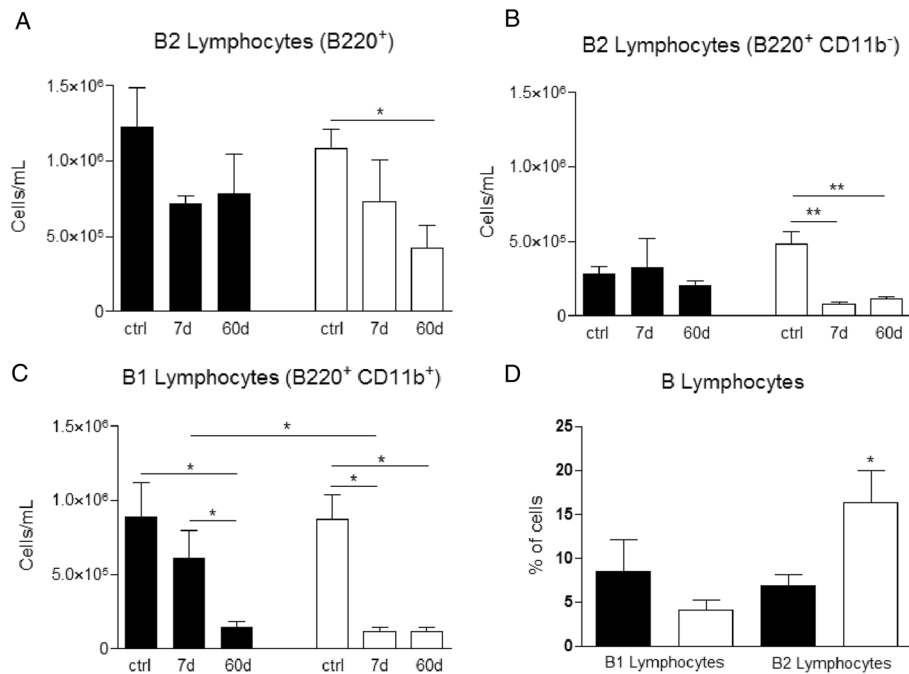 A
B2 Lymphocytes (B220⁺)
Cells/mL
1.5×10⁶
1.0×10⁶
5.0×10⁵
0
*
ctrl 7d 60d ctrl 7d 60d
B
B2 Lymphocytes (B220⁺ CD11b⁻)
Cells/mL
1.5×10⁶
1.0×10⁶
5.0×10⁵
0
**
**
ctrl 7d 60d ctrl 7d 60d
C
B1 Lymphocytes (B220⁺ CD11b⁺)
Cells/mL
1.5×10⁶
1.0×10⁶
5.0×10⁵
0
*
* *
* *
ctrl 7d 60d ctrl 7d 60d
D
B Lymphocytes
% of cells
25
20
15
10
5
0
*
B1 Lymphocytes B2 Lymphocytes